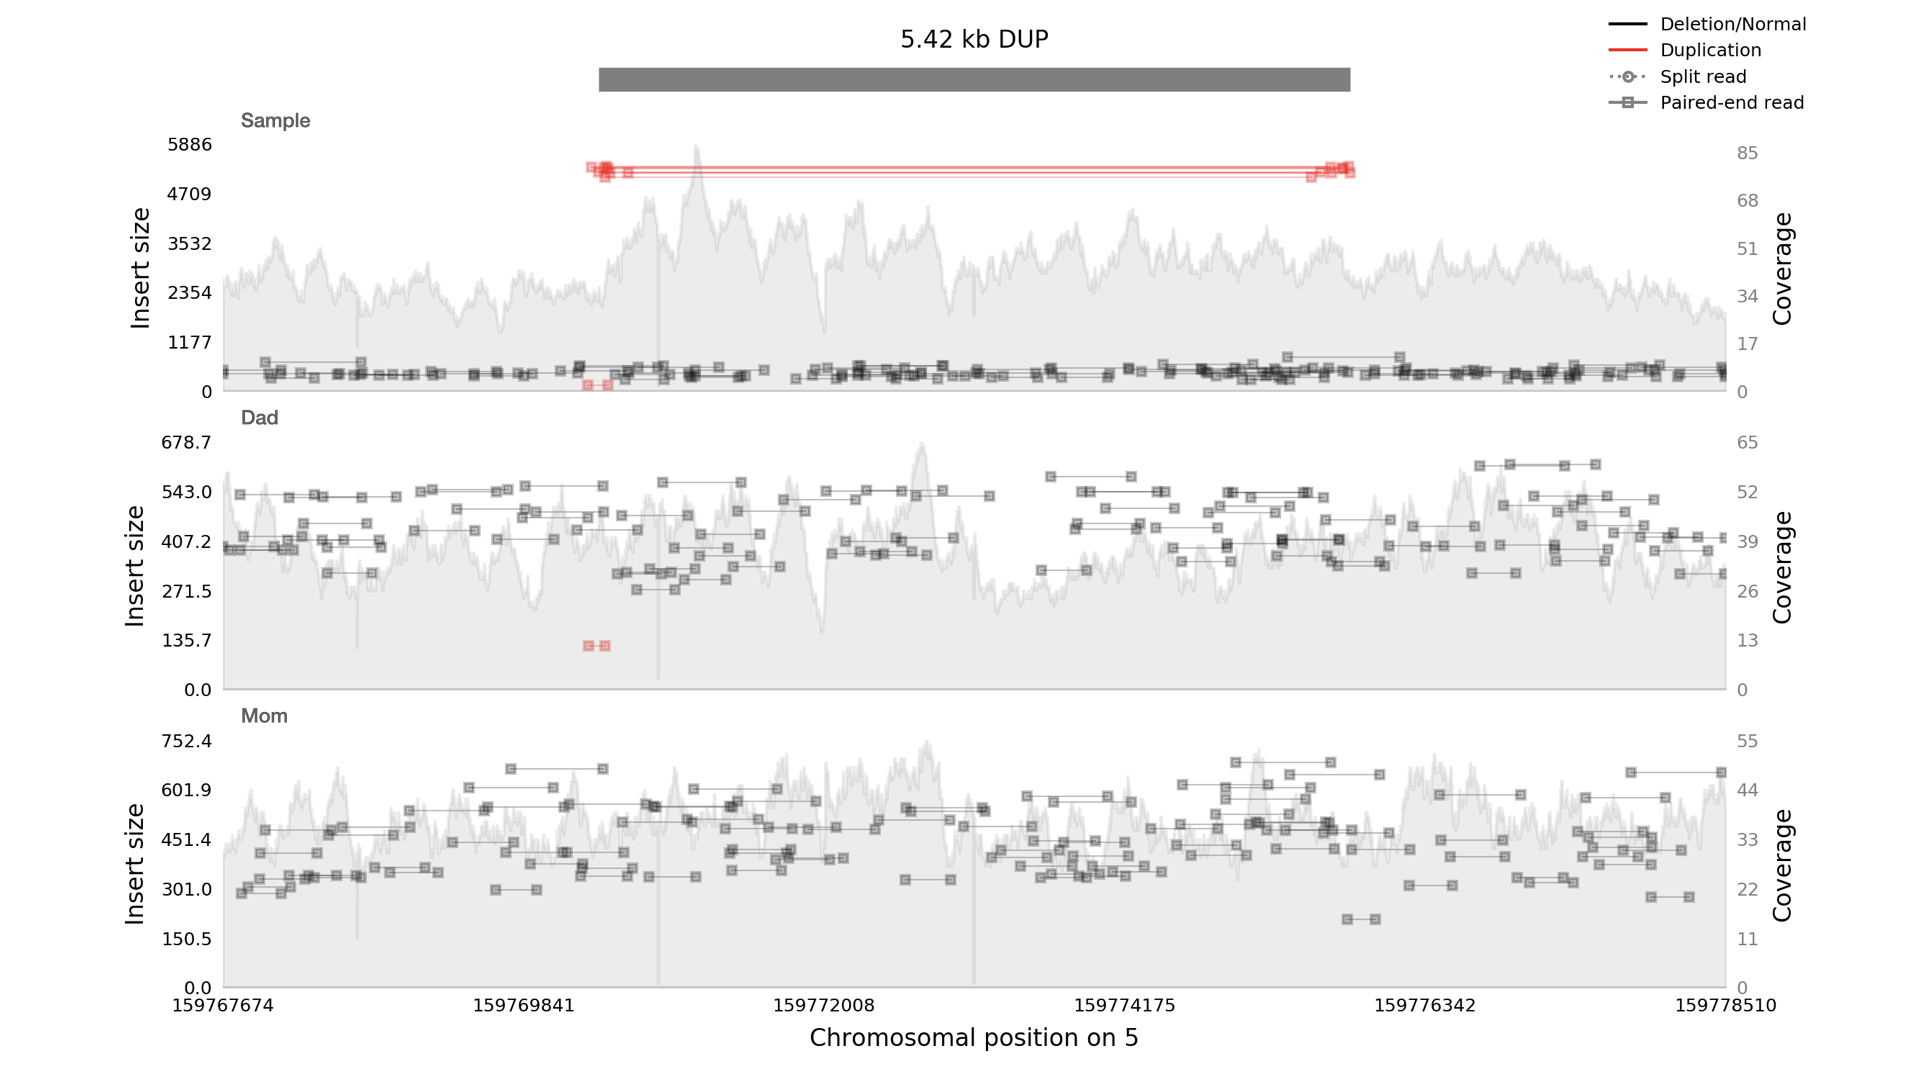 5.42 kb DUP
Deletion/Normal
Duplication
Split read
Paired-end read
Sample
5886
4709
3532
2354
1177
0
Insert size
85
68
51
34
17
0
Coverage
Dad
678.7
543.0
407.2
271.5
135.7
0.0
Insert size
65
52
39
26
13
0
Coverage
Mom
752.4
601.9
451.4
301.0
150.5
0.0
Insert size
55
44
33
22
11
0
Coverage
159767674 159769841 159772008 159774175 159776342 159778510
Chromosomal position on 5